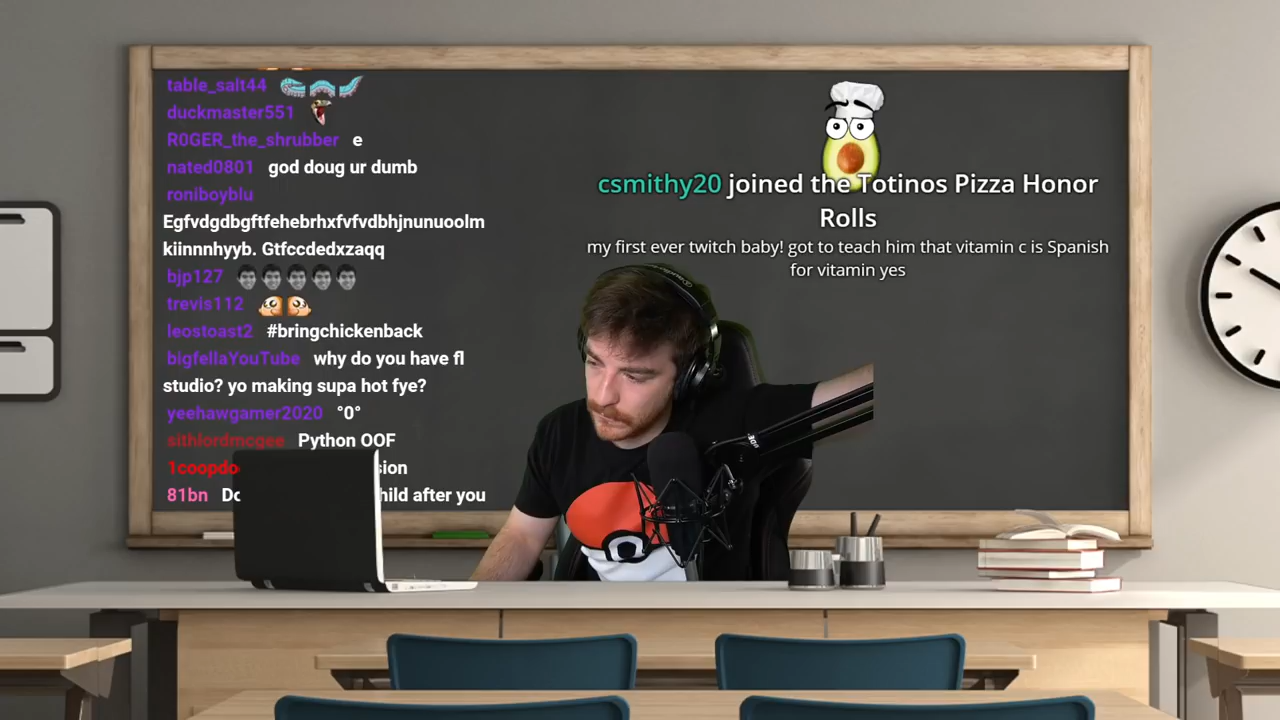 table_salt44
duckmaster551
R0GER_the_shrubber e
nated0801 god doug ur dumb
roniboyblu
Egfvdgdbgftfehebrhxfvfvdbhjnunuoolm
kiinnnhyyb. Gtfccdedxzaqq
bjp127
trevis112
leostoast2 #bringchickenback
bigfellaYouTube why do you have fl
studio? yo making supa hot fye?
yeehawgamer2020 °0°
sithlordmcgee Python OOF
81bn after you
csmithy20 joined the Totinos Pizza Honor
Rolls
my first ever twitch baby! got to teach him that vitamin c is Spanish
for vitamin yes